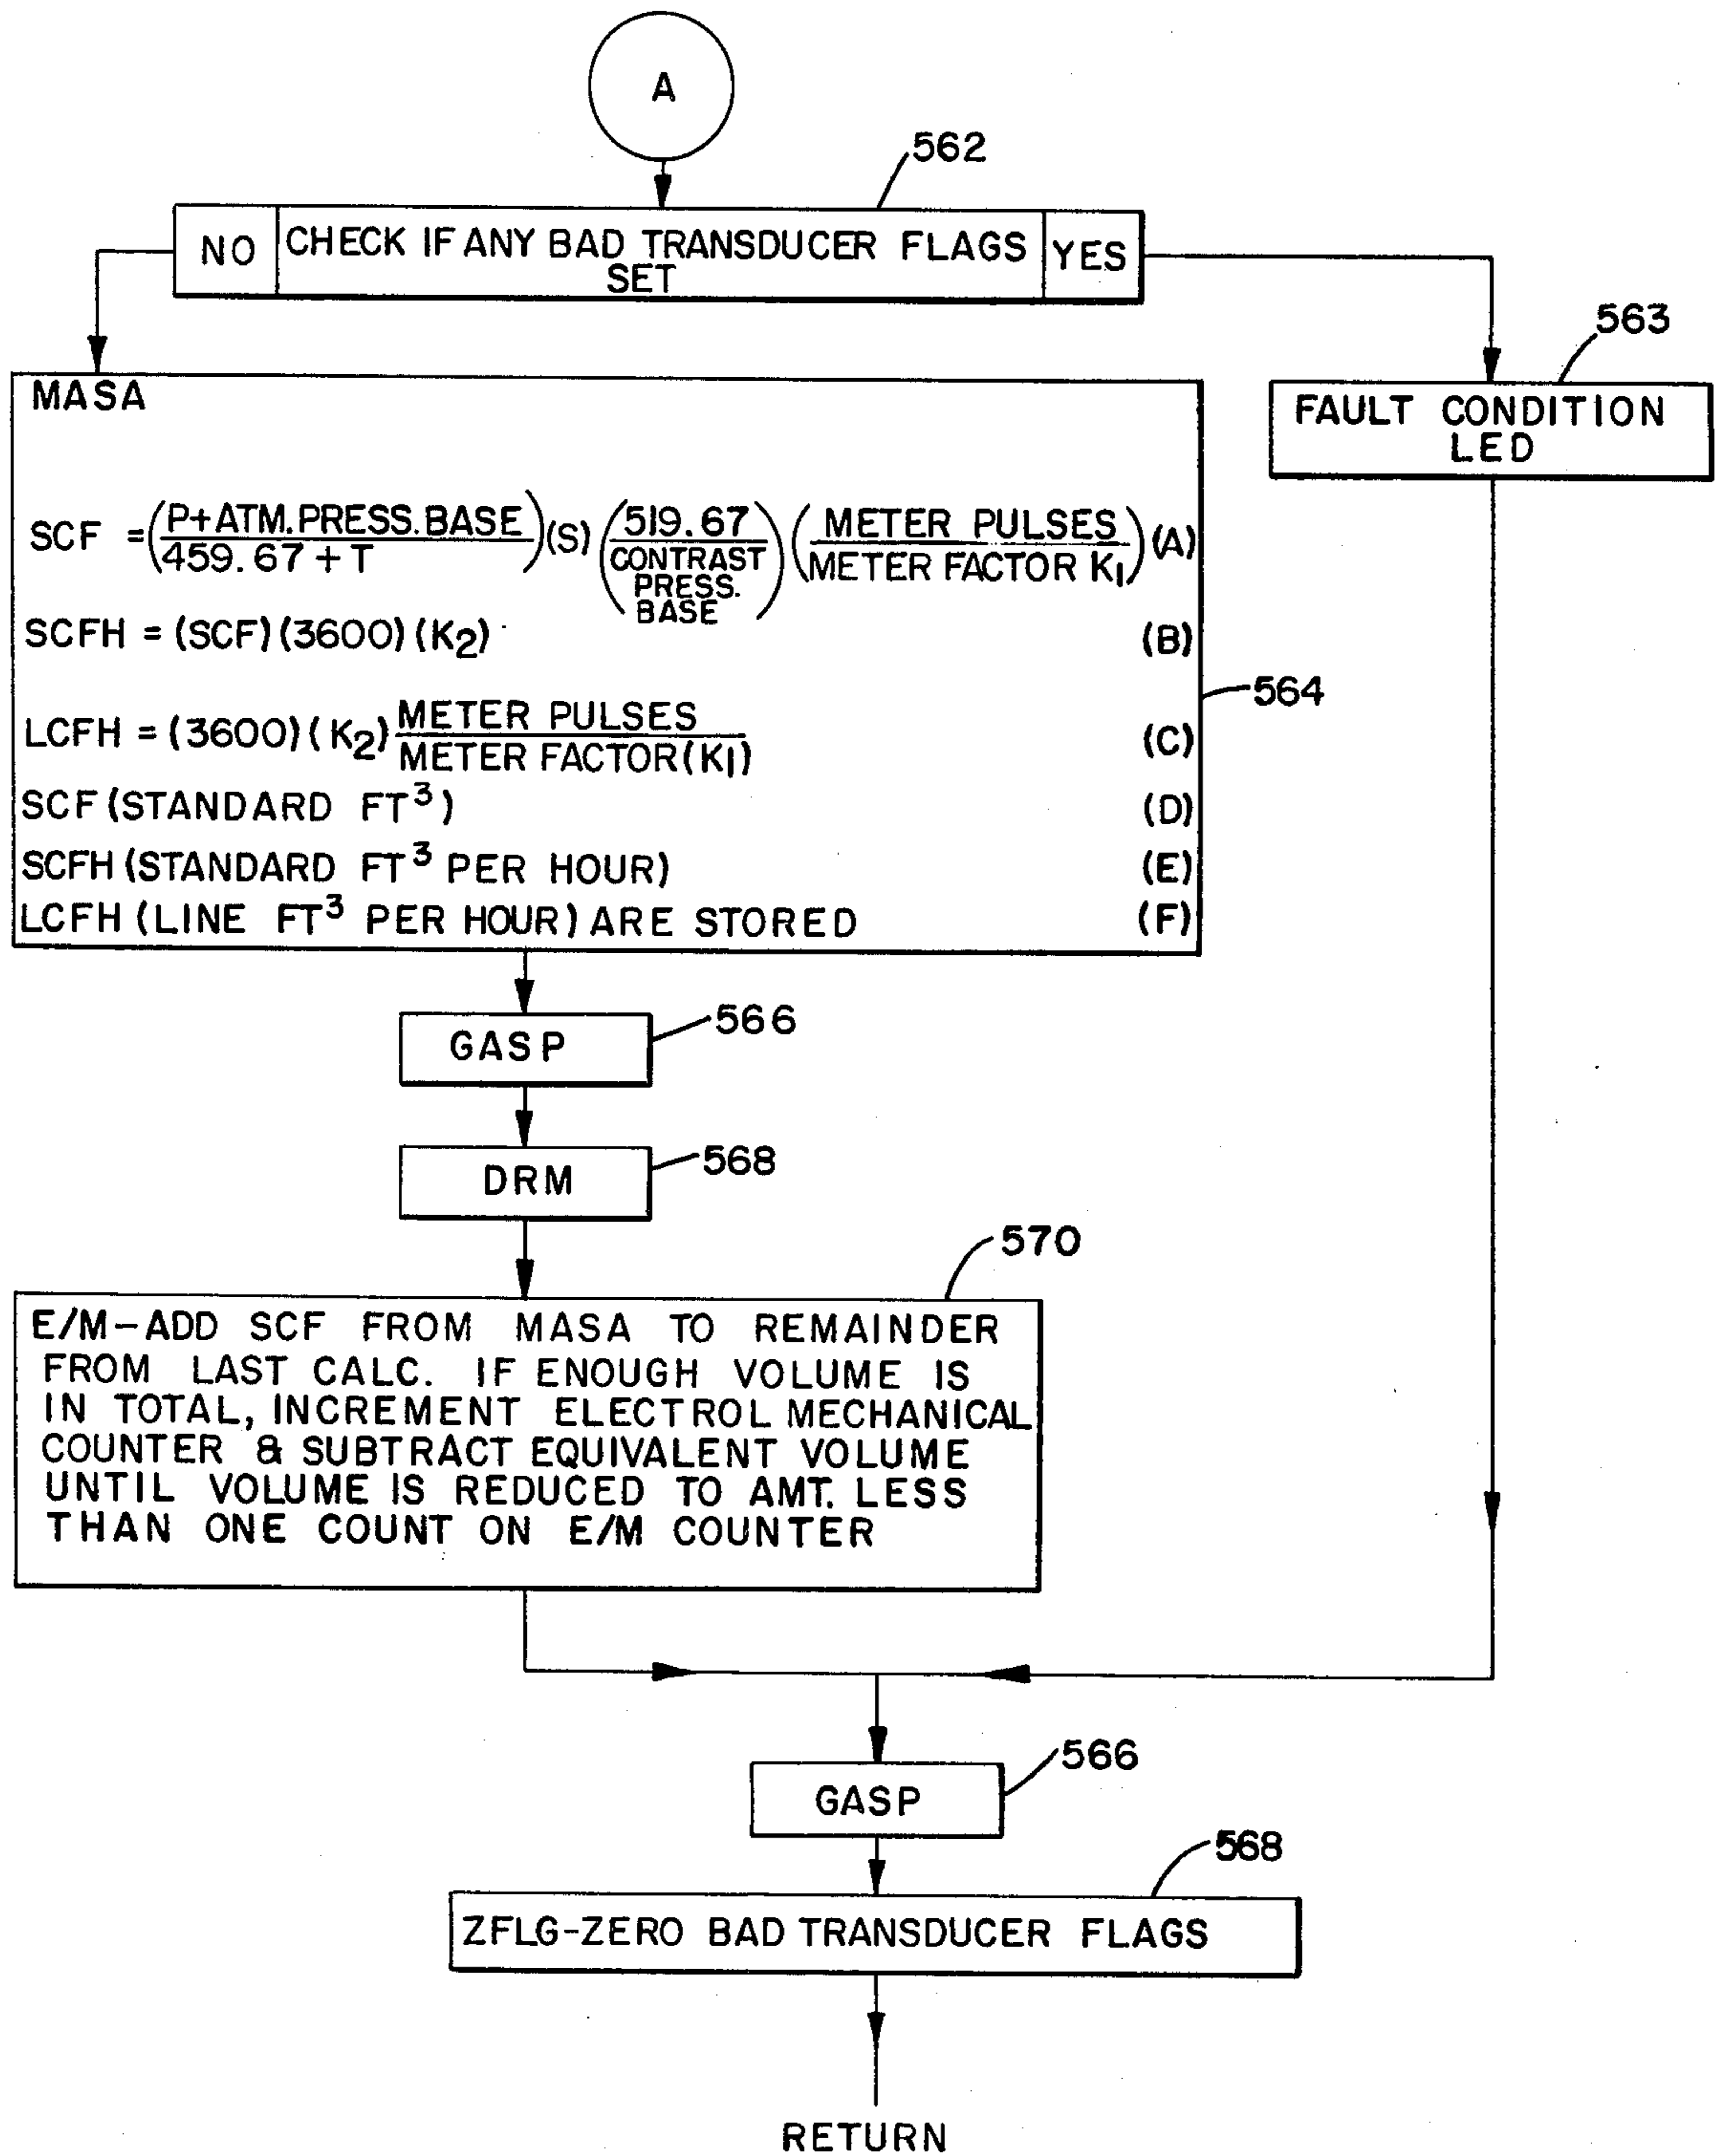 A
562
NO CHECK IF ANY BAD TRANSDUCER FLAGS YES
SET
563
FAULT CONDITION
LED
MASA
SCF = (P+ATM.PRESS.BASE / 459.67 + T) (S) (519.67 / CONTRAST PRESS. BASE) (METER PULSES / METER FACTOR K1) (A)
SCFH = (SCF) (3600) (K2) (B)
564
LCFH = (3600) (K2) METER PULSES / METER FACTOR (K1) (C)
SCF (STANDARD FT3) (D)
SCFH (STANDARD FT3 PER HOUR) (E)
LCFH (LINE FT3 PER HOUR) ARE STORED (F)
566
GASP
568
DRM
570
E/M-ADD SCF FROM MASA TO REMAINDER
FROM LAST CALC. IF ENOUGH VOLUME IS
IN TOTAL, INCREMENT ELECTROL MECHANICAL
COUNTER & SUBTRACT EQUIVALENT VOLUME
UNTIL VOLUME IS REDUCED TO AMT. LESS
THAN ONE COUNT ON E/M COUNTER
566
GASP
568
ZFLG-ZERO BAD TRANSDUCER FLAGS
RETURN